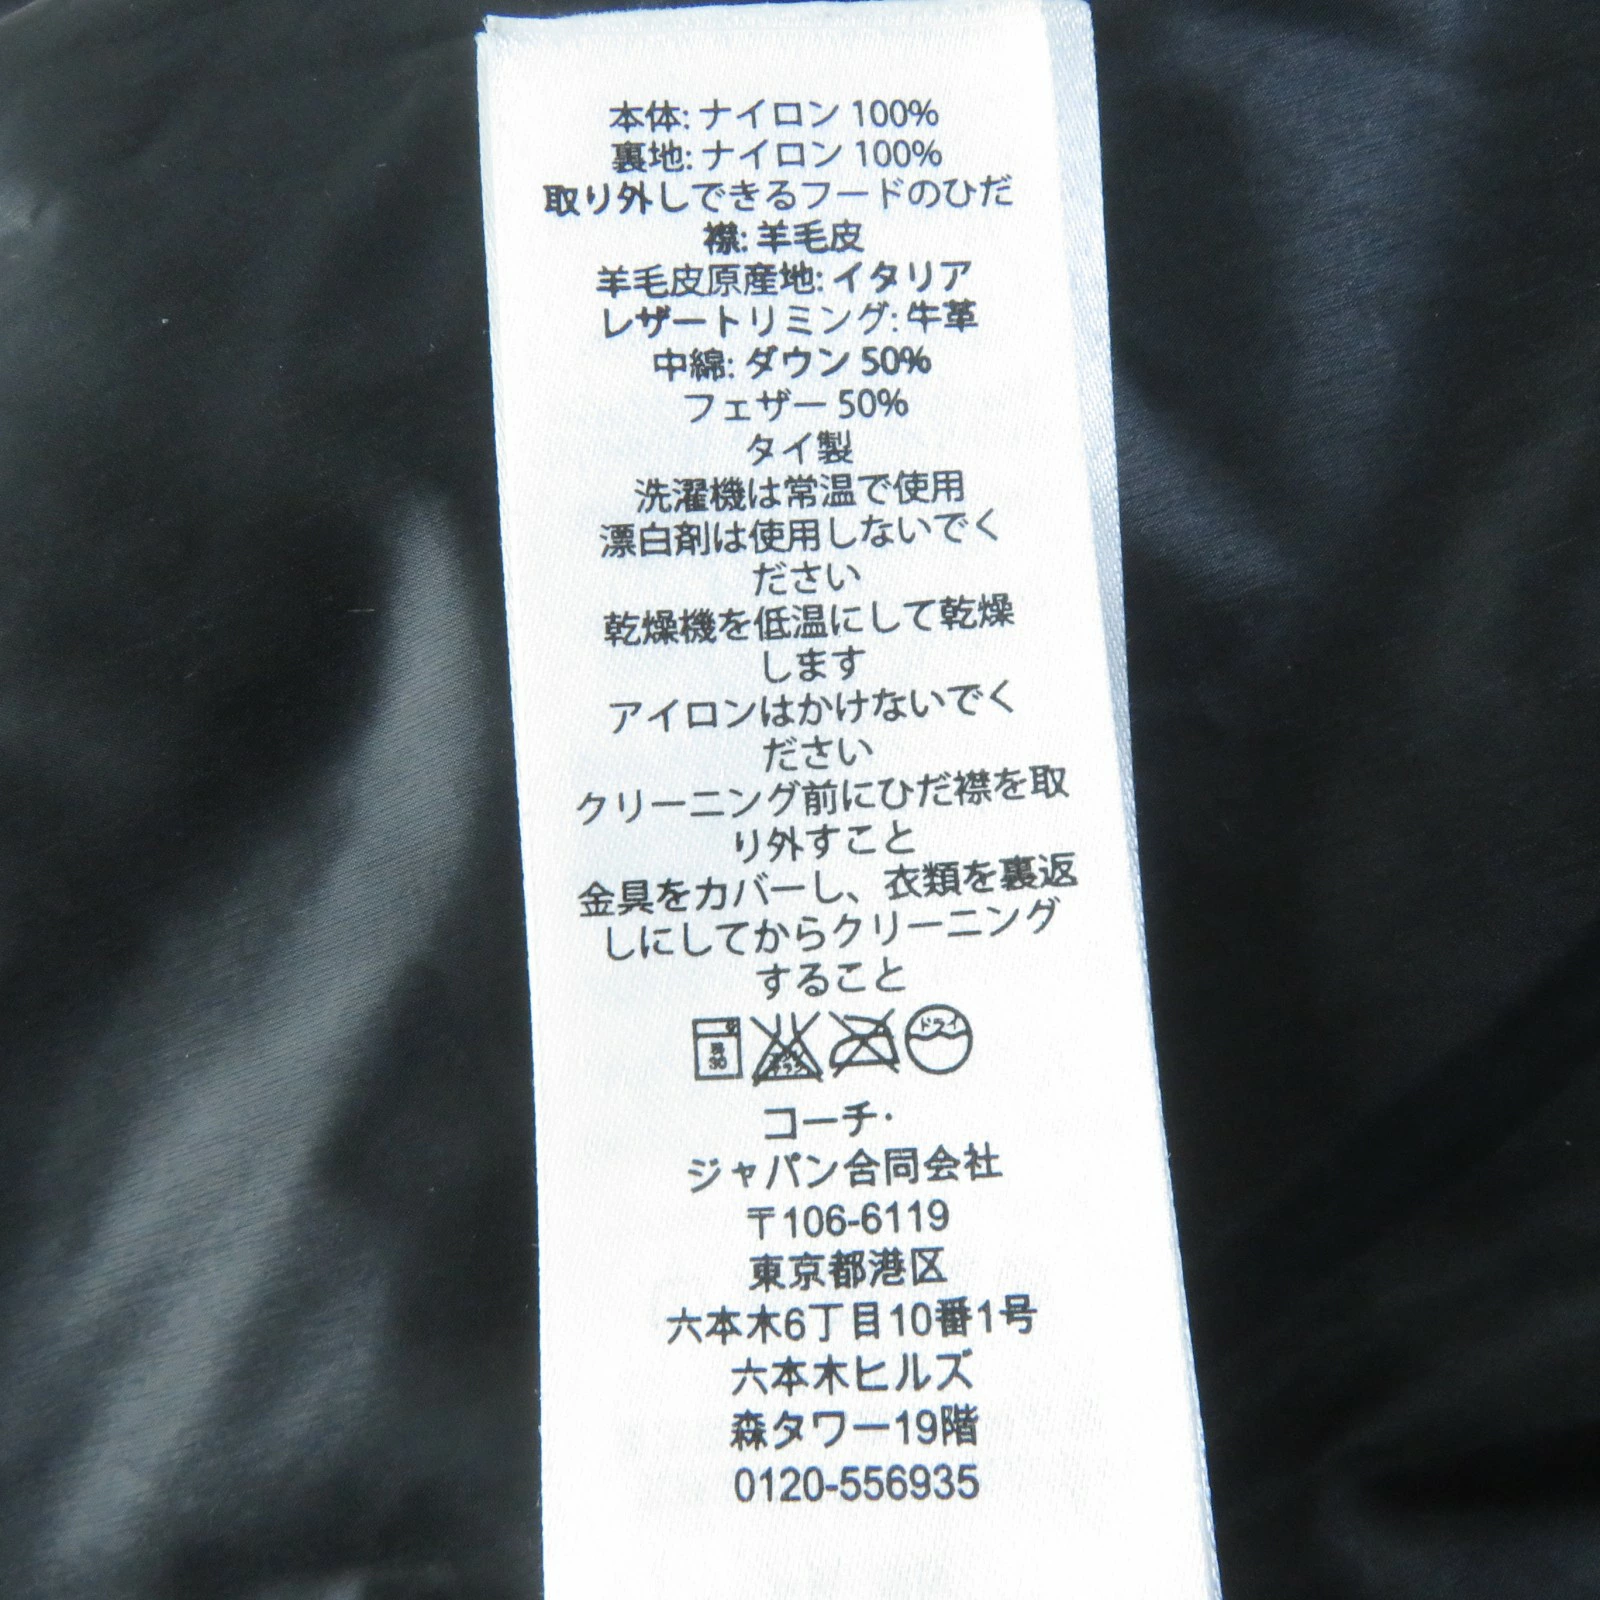 本体: ナイロン 100%
裏地: ナイロン 100%
取り外しできるフードのひだ
襟: 羊毛皮
羊毛皮原産地: イタリア
レザートリミング: 牛革
中綿: ダウン 50%
フェザー 50%
タイ製
洗濯機は常温で使用
漂白剤は使用しないでく
ださい
乾燥機を低温にして乾燥
します
アイロンはかけないでく
ださい
クリーニング前にひだ襟を取
り外すこと
金具をカバーし、衣類を裏返
しにしてからクリーニング
すること
ドライ
30
コーチ・
ジャパン合同会社
〒106-6119
東京都港区
六本木6丁目10番1号
六本木ヒルズ
森タワー19階
0120-556935